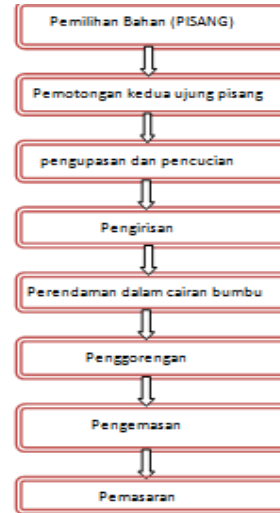 Pemilihan Bahan (PISANG)
Pemotongan kedua ujung pisang
pengupasan dan pencucian
Pengirisan
Perendaman dalam cairan bumbu
Penggorengan
Pengemasan
Pemasaran